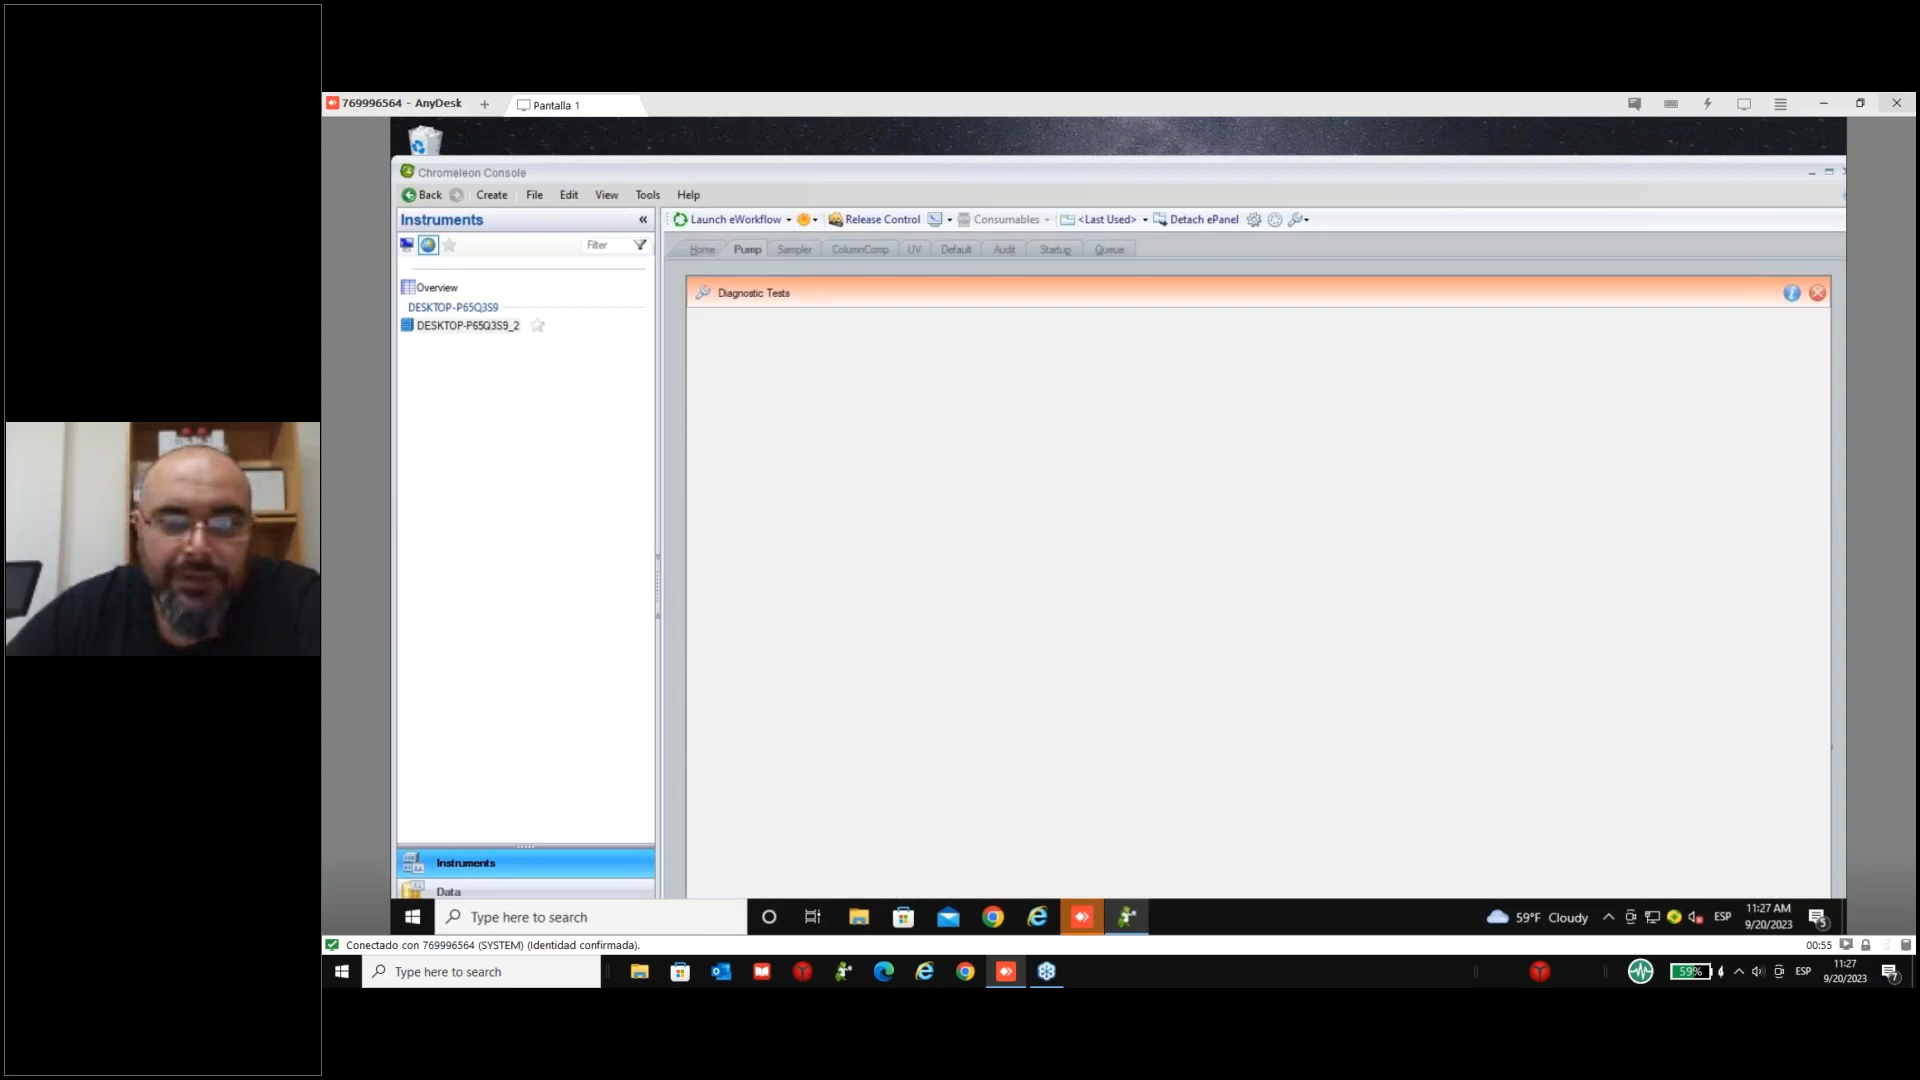 769996564 - AnyDesk
Pantalla 1
Chromeleon Console
Back Create File Edit View Tools Help
Instruments
Launch eWorkflow Release Control Consumables <Last Used> Detach ePanel
Filter
Home Pump Sampler ColumnComp UV Default Audit Startup Queue
Overview
DESKTOP-P65Q3S9
DESKTOP-P65Q3S9_2
Diagnostic Tests
Instruments
Data
Type here to search
59°F Cloudy
ESP
11:27 AM
9/20/2023
5
Conectado con 769996564 (SYSTEM) (Identidad confirmada).
00:55
Type here to search
59%
ESP
11:27
9/20/2023
7